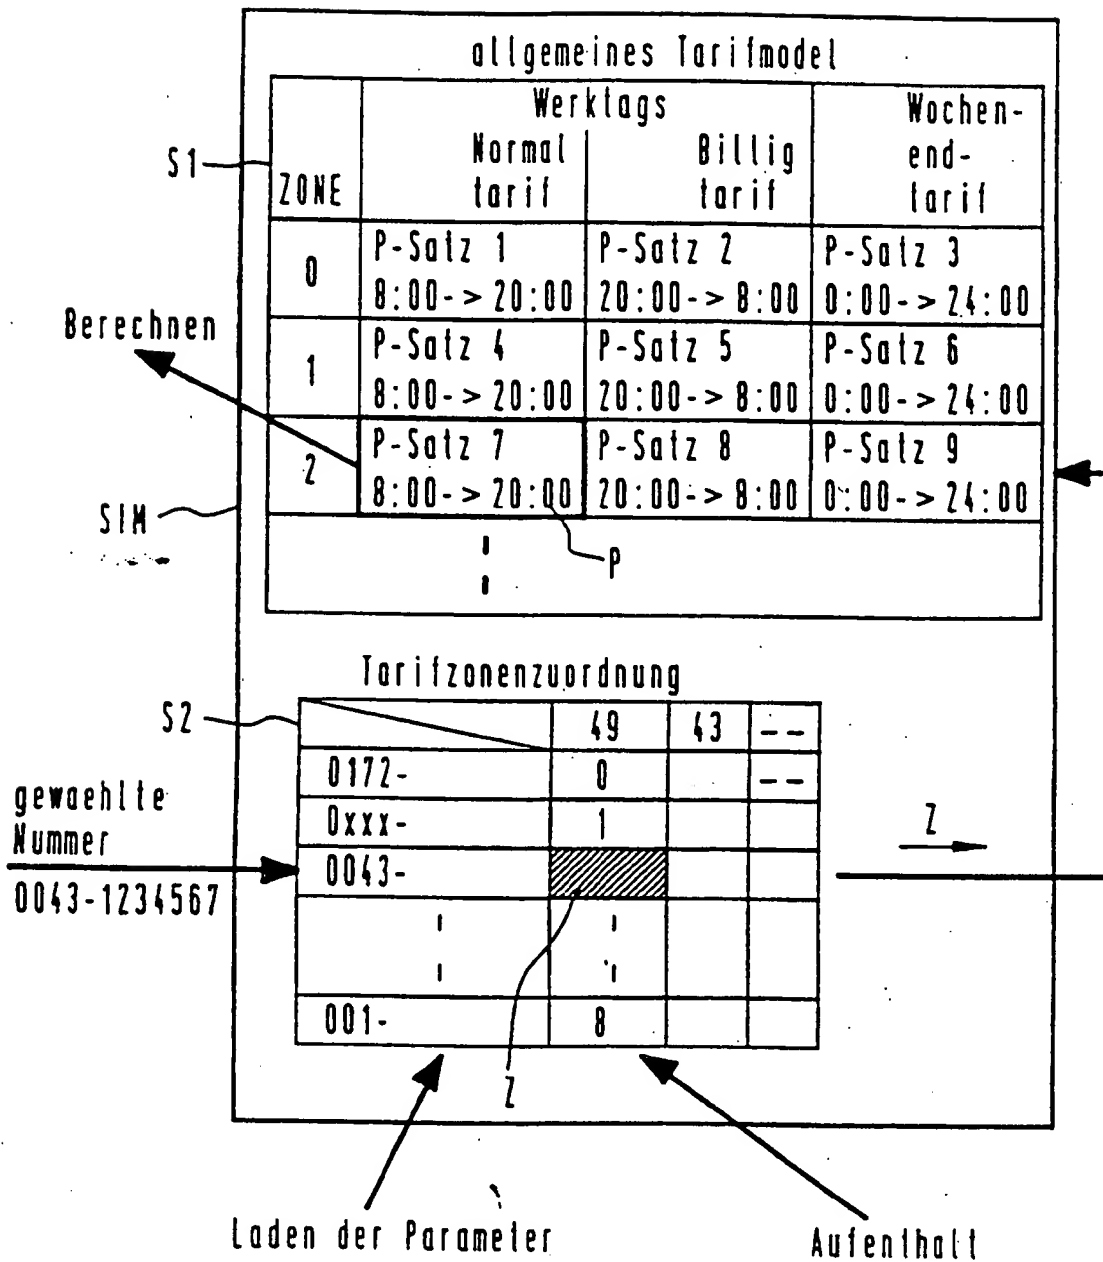 allgemeines Tarifmodel
Werktags
Wochen-
Normal Billig end-
S1
ZONE tarif tarif tarif
0 P-Satz 1 P-Satz 2 P-Satz 3
8:00-> 20:00 20:00-> 8:00 0:00-> 24:00
Berechnen
1 P-Satz 4 P-Satz 5 P-Satz 6
8:00-> 20:00 20:00-> 8:00 0:00-> 24:00
2 P-Satz 7 P-Satz 8 P-Satz 9
8:00-> 20:00 20:00-> 8:00 0:00-> 24:00
SIM
P
Tarifzonenzuordnung
S2
49 43 --
0172- 0 --
gewaehlte
Nummer
0xxx- 1
Z
0043-
0043-1234567
001- 8
Z
Laden der Parameter
Aufenthalt